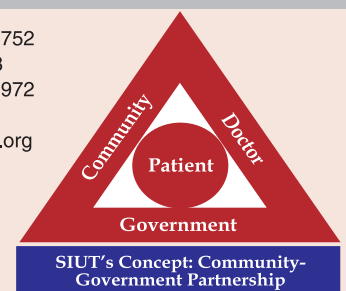 752
3
972
.org
Community
Doctor
Patient
Government
SIUT's Concept: Community-
Government Partnership